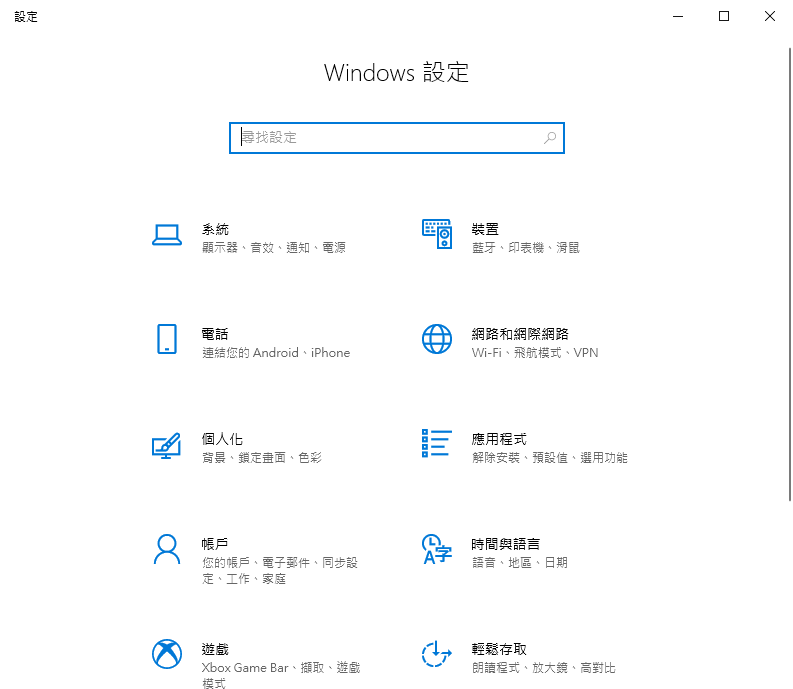 設定
Windows 設定
尋找設定
系統
顯示器、音效、通知、電源
裝置
藍牙、印表機、滑鼠
電話
連結您的 Android、iPhone
網路和網際網路
Wi-Fi、飛航模式、VPN
個人化
背景、鎖定畫面、色彩
應用程式
解除安裝、預設值、選用功能
帳戶
您的帳戶、電子郵件、同步設
定、工作、家庭
時間與語言
語音、地區、日期
遊戲
Xbox Game Bar、擷取、遊戲
模式
輕鬆存取
朗讀程式、放大鏡、高對比